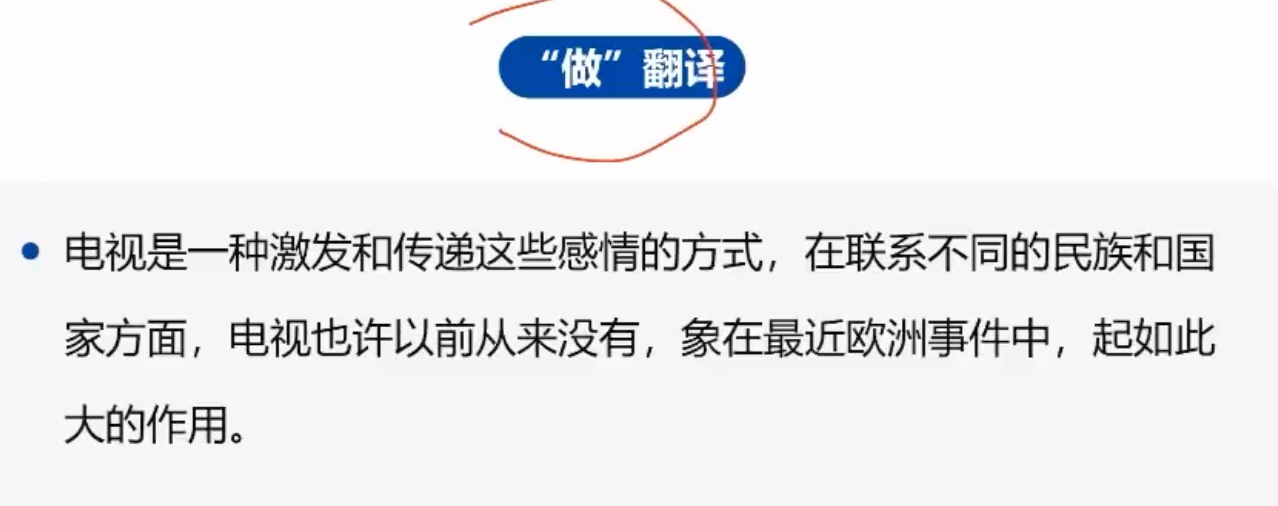 “做”翻译
电视是一种激发和传递这些感情的方式，在联系不同的民族和国
家方面，电视也许以前从来没有，象在最近欧洲事件中，起如此
大的作用。